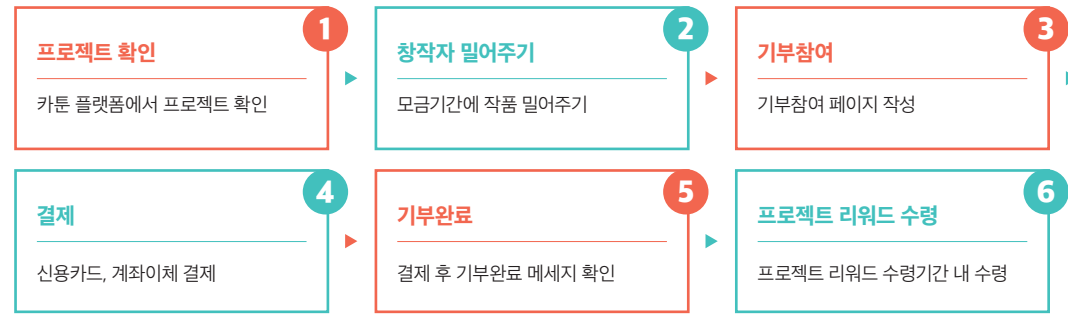 1
프로젝트 확인
카툰 플랫폼에서 프로젝트 확인
2
창작자 밀어주기
모금기간에 작품 밀어주기
3
기부참여
기부참여 페이지 작성
4
결제
신용카드, 계좌이체 결제
5
기부완료
결제 후 기부완료 메세지 확인
6
프로젝트 리워드 수령
프로젝트 리워드 수령기간 내 수령